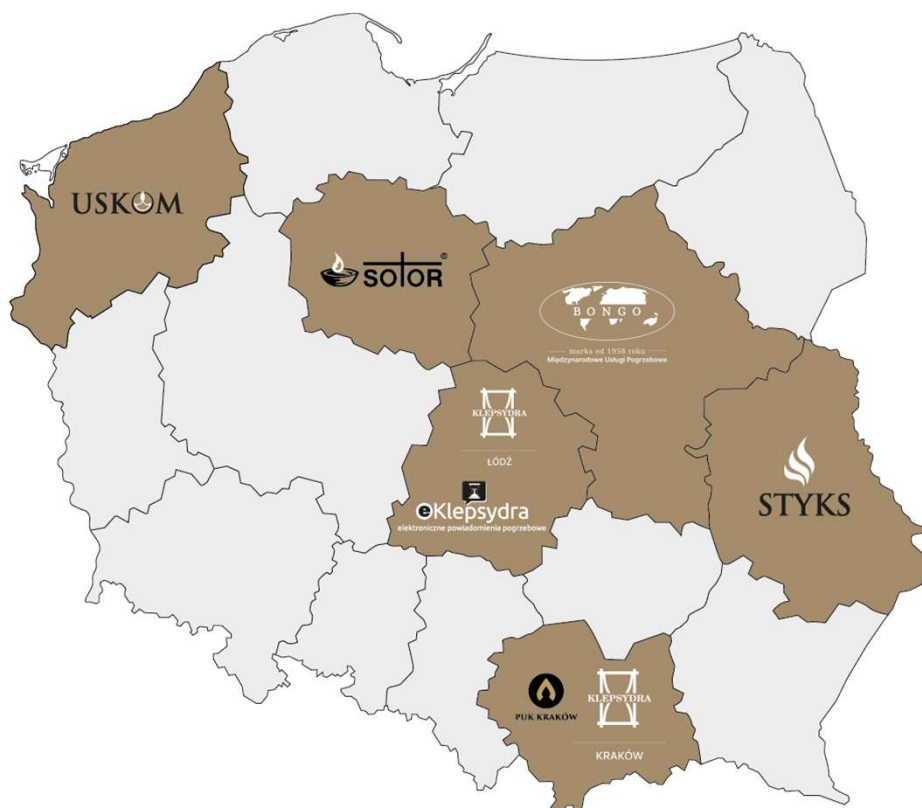 USKOM
SOTOR®
BONGO
marka od 1958 roku
Międzynarodowe Usługi Pogrzebowe
KLEPSYDRA
ŁÓDŹ
eKlepsydra
elektroniczne powiadomienia pogrzebowe
STYKS
PUK KRAKÓW
KLEPSYDRA
KRAKÓW